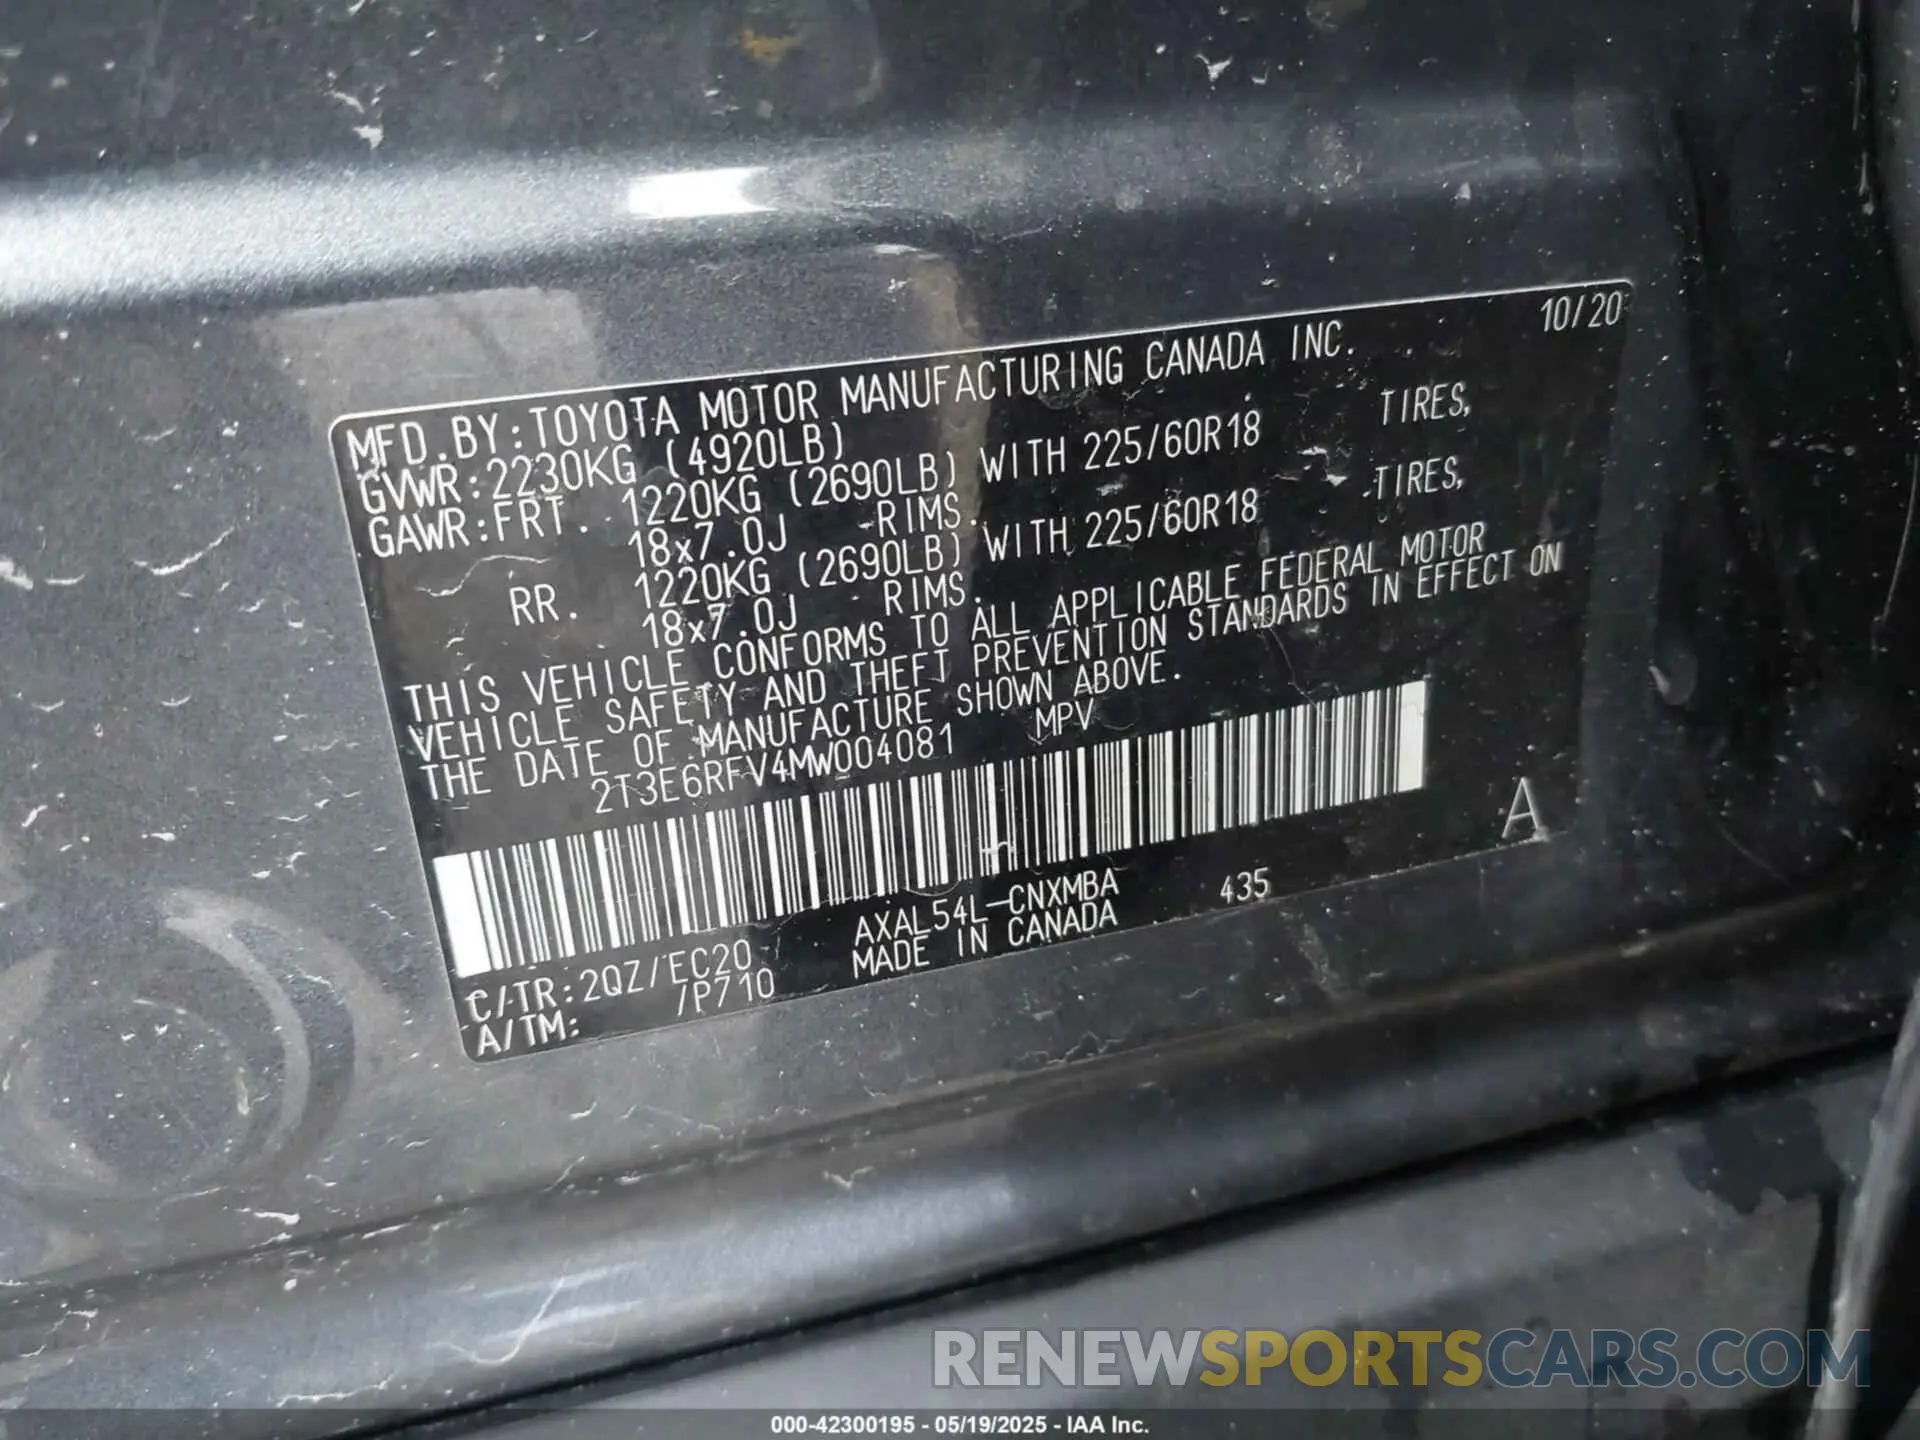 10/20
MFD.BY:TOYOTA MOTOR MANUFACTURING CANADA INC.
GVWR:2230KG (4920LB)
GAWR:FRT. 1220KG (2690LB) WITH 225/60R18 TIRES,
18x7.0J RIMS.
RR. 1220KG (2690LB) WITH 225/60R18 TIRES,
18x7.0J RIMS.
THIS VEHICLE CONFORMS TO ALL APPLICABLE FEDERAL MOTOR
VEHICLE SAFETY AND THEFT PREVENTION STANDARDS IN EFFECT ON
THE DATE OF MANUFACTURE SHOWN ABOVE.
2T3E6RFV4MW004081 MPV
A
C/TR:2QZ/EC20 AXAL54L-CNXMBA 435
A/TM: /P710 MADE IN CANADA
RENEWSPORTSCARS.COM
000-42300195 - 05/19/2025 - IAA Inc.